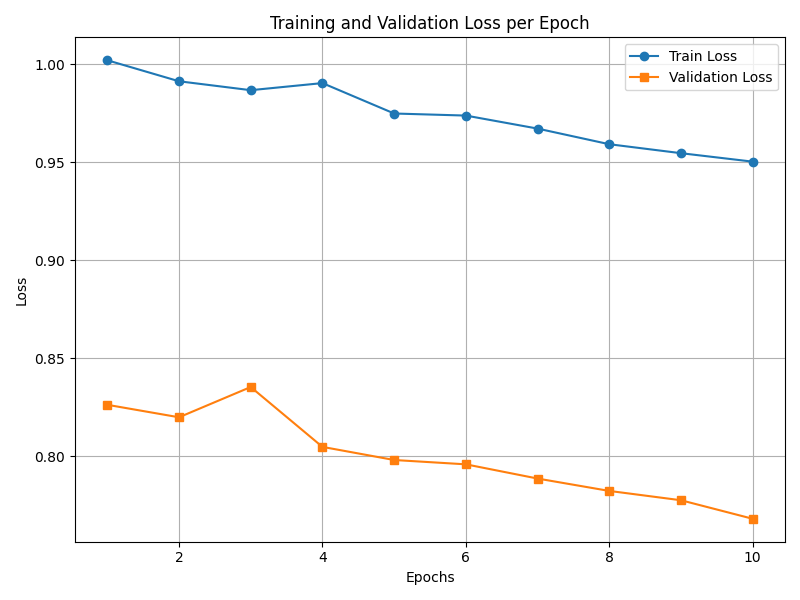 Training and Validation Loss per Epoch
Train Loss
Validation Loss
1.00
0.95
0.90
0.85
0.80
Loss
2 4 6 8 10
Epochs